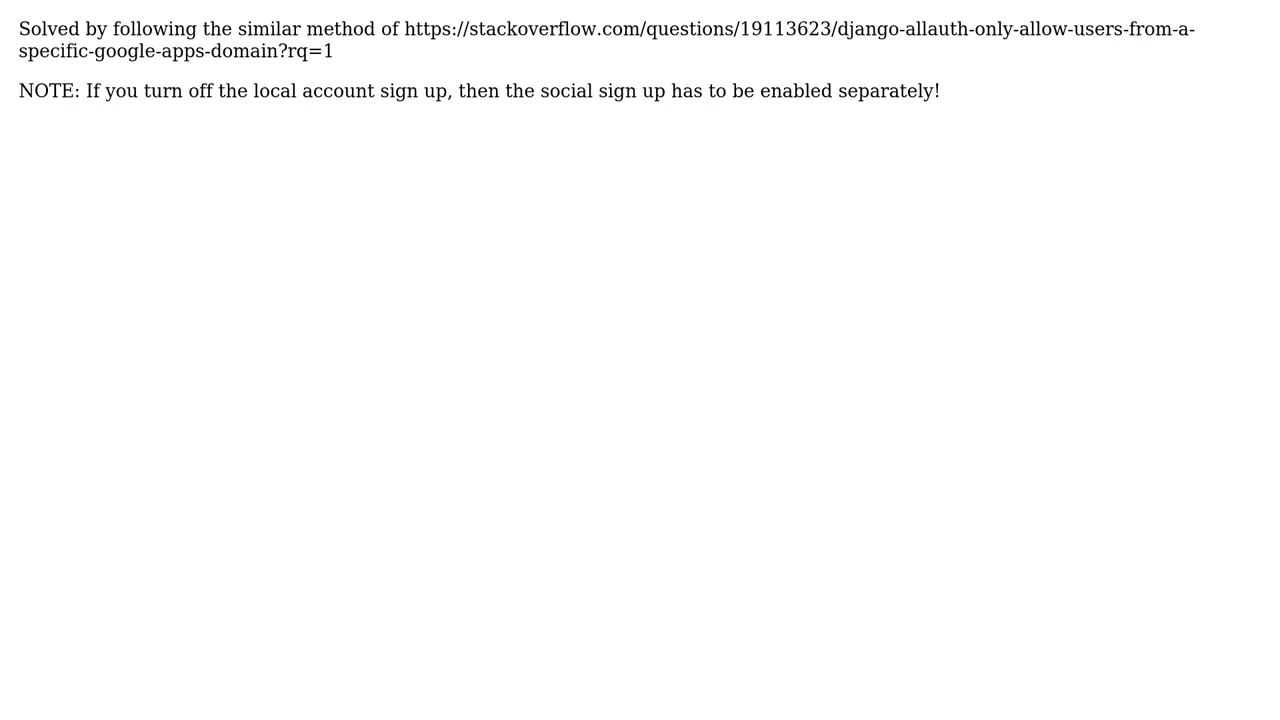 Solved by following the similar method of https://stackoverflow.com/questions/19113623/django-allauth-only-allow-users-from-a-
specific-google-apps-domain?rq=1
NOTE: If you turn off the local account sign up, then the social sign up has to be enabled separately!